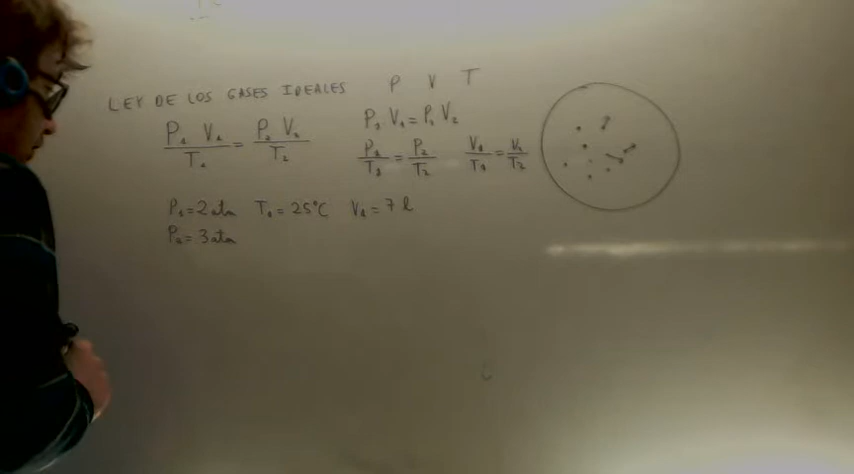 LEY DE LOS GASES IDEALES P V T
P₁ V₁ / T₁ = P₂ V₂ / T₂
P₁ V₁ = P₂ V₂
P₁ / T₁ = P₂ / T₂ V₁ / T₁ = V₂ / T₂
P₁ = 2 atm T₁ = 25°C V₁ = 7 l
P₂ = 3 atm